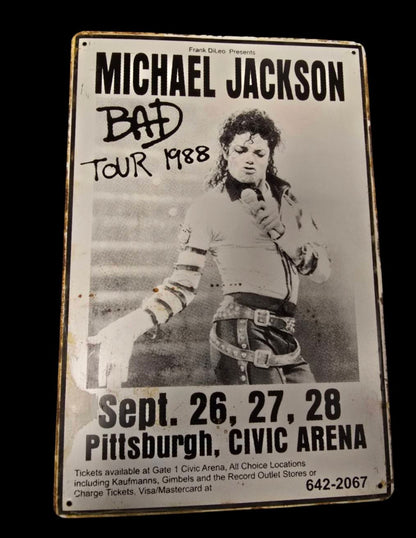 Frank DiLeo Presents
MICHAEL JACKSON
BAD
TOUR 1988
Sept. 26, 27, 28
Pittsburgh, CIVIC ARENA
Tickets available at Gate 1 Civic Arena, All Choice Locations
including Kaufmanns, Gimbels and the Record Outlet Stores or
Charge Tickets, Visa/Mastercard at
642-2067